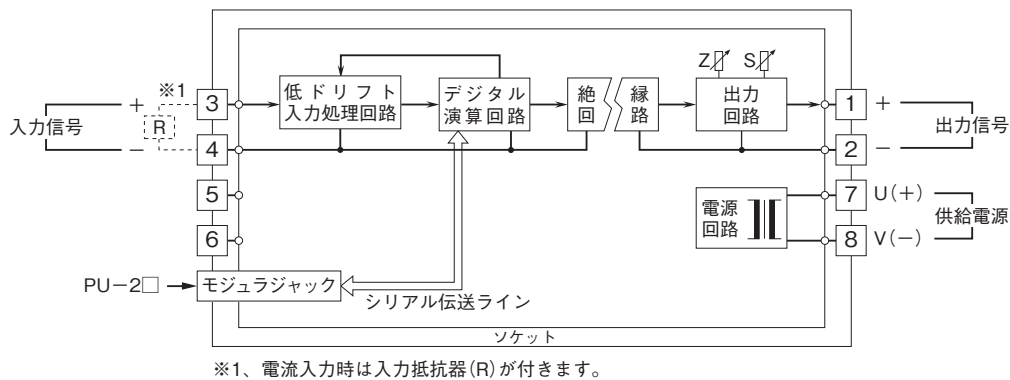 ※1
入力信号
+
−
R
3
4
5
6
低ドリフト
入力処理回路
デジタル
演算回路
絶縁
回路
Z
S
出力
回路
1
+
2
−
出力信号
電源
回路
7
U(+)
8
V(−)
供給電源
PU−2□
モジュラジャック
シリアル伝送ライン
ソケット
※1、電流入力時は入力抵抗器(R)が付きます。